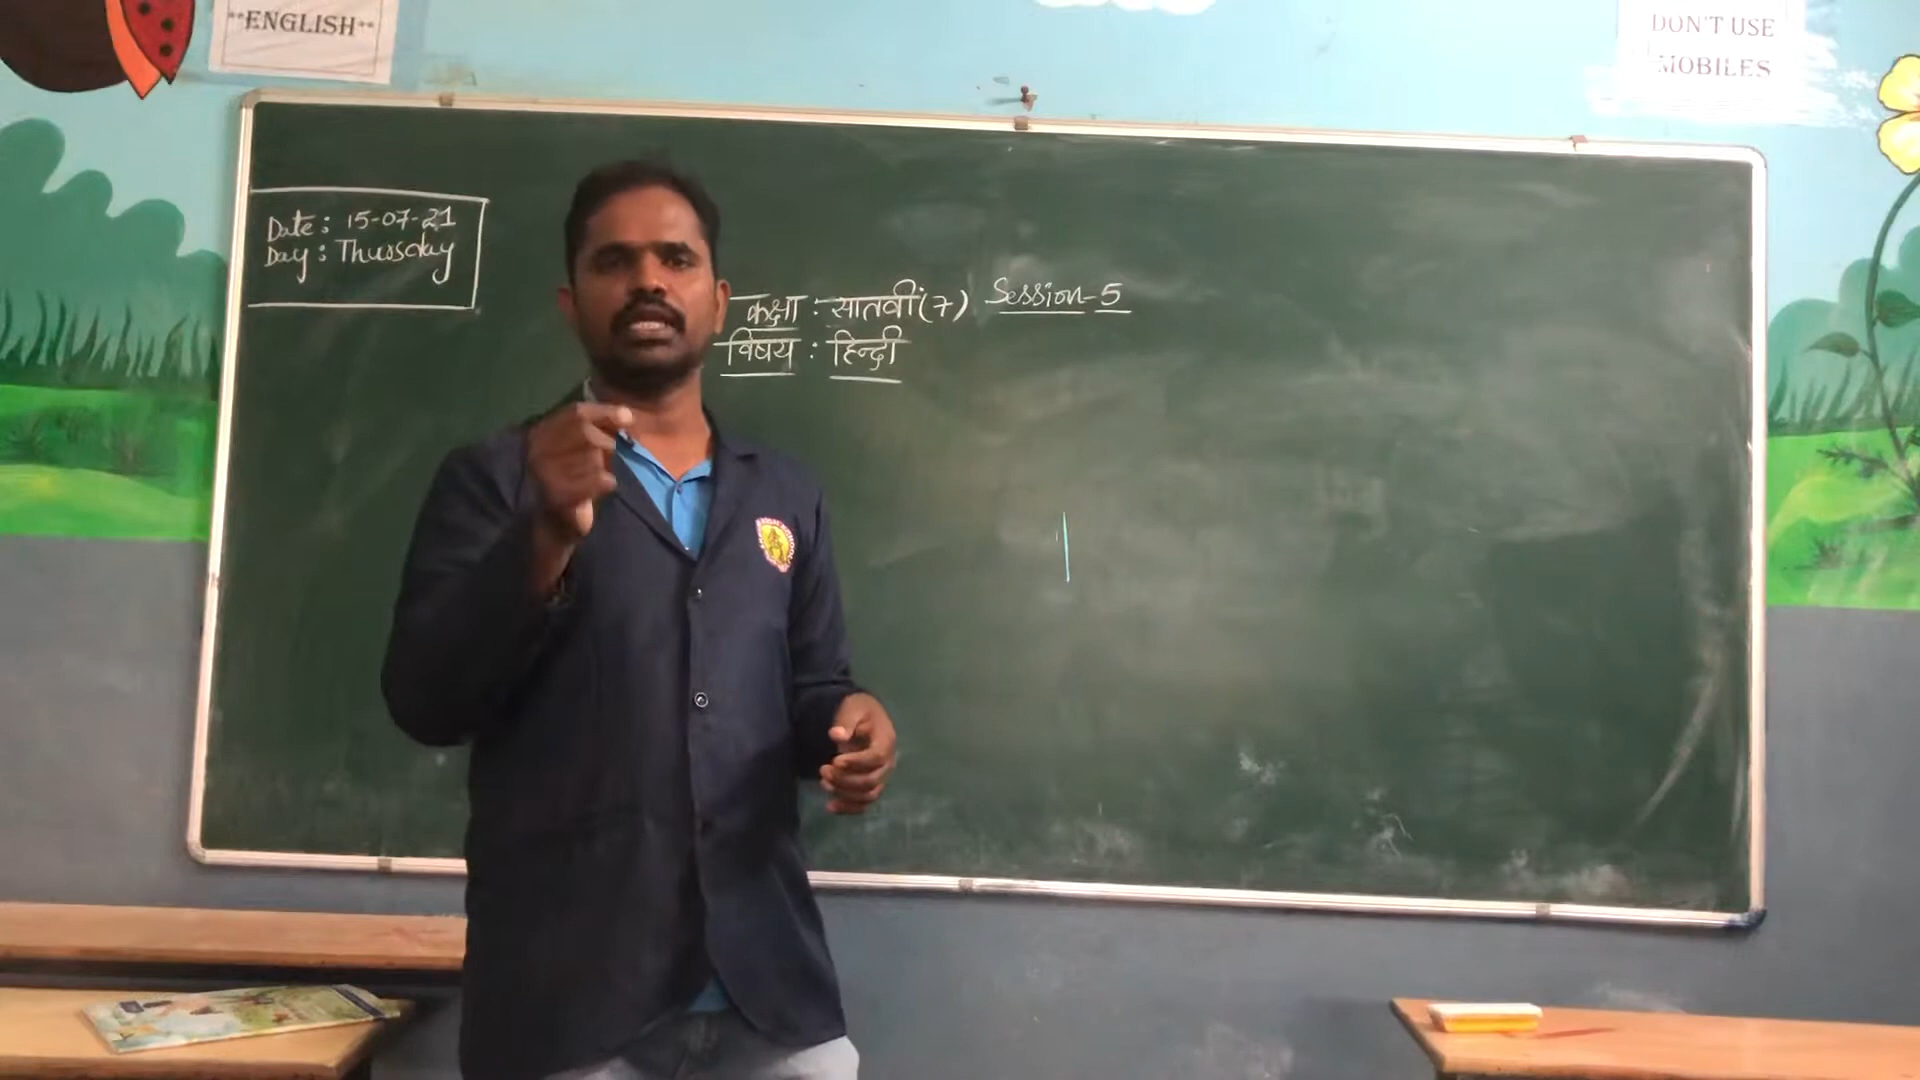 **ENGLISH**
DON'T USE
MOBILES
Date: 15-07-21
Day: Thursday
कक्षा : सातवीं (7) Session-5
विषय : हिन्दी